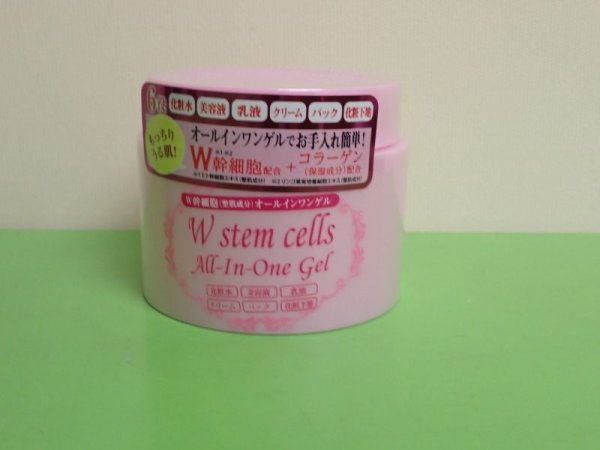 化粧水 美容液 乳液 クリーム パック 化粧下地
もっちり
うる肌!
オールインワンゲルでお手入れ簡単!
W幹細胞配合+コラーゲン(保湿成分)配合
W幹細胞(整肌成分)オールインワンゲル
W stem cells
All-In-One Gel
化粧水 美容液 乳液
クリーム パック 化粧下地